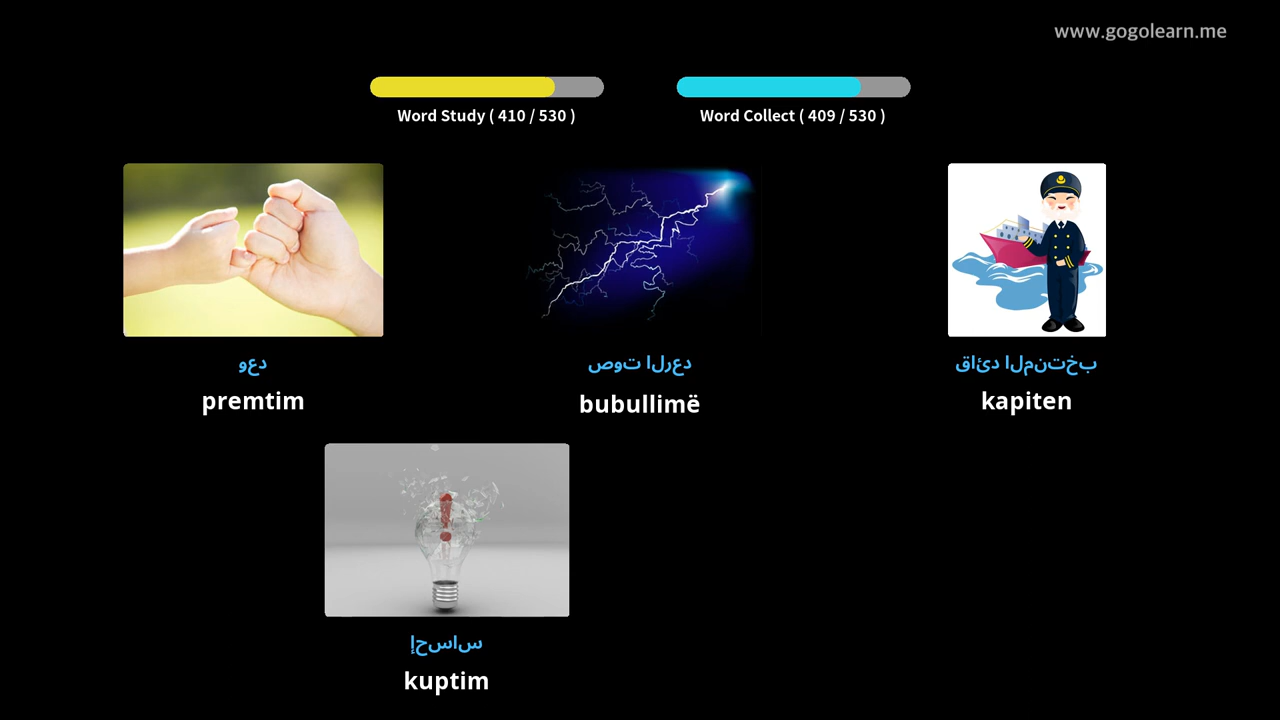 www.gogolearn.me
Word Study ( 410 / 530 )
Word Collect ( 409 / 530 )
وعد
premtim
صوت الرعد
bubullimë
قائد المنتخب
kapiten
إحساس
kuptim